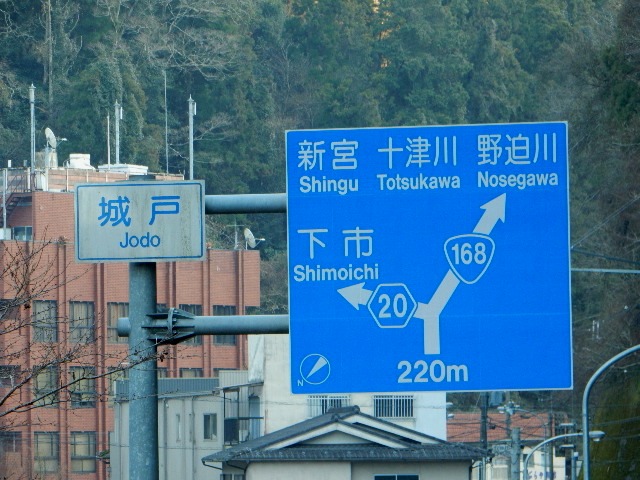 城戸
Jodo
新宮 十津川 野迫川
Shingu Totsukawa Nosegawa
下市
Shimoichi
168
20
220m
N